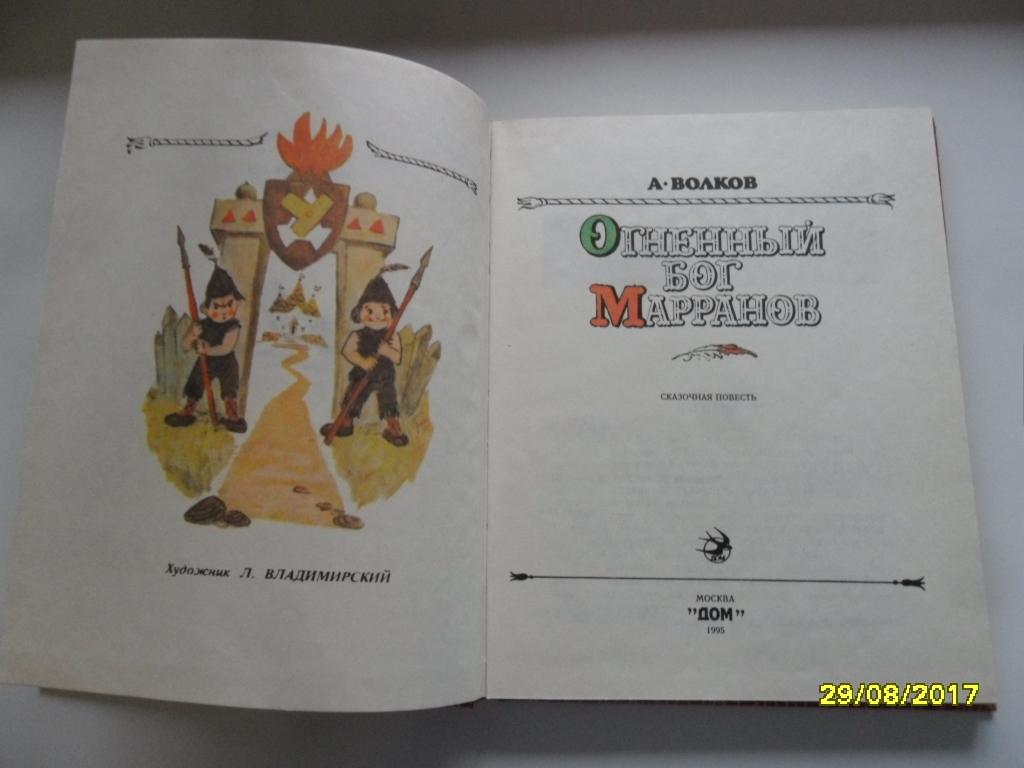 Художник Л. ВЛАДИМИРСКИЙ
А·ВОЛКОВ
ОГНЕННЫЙ
БОГ
МАРРАНОВ
СКАЗОЧНАЯ ПОВЕСТЬ
МОСКВА
"ДОМ"
1995
29/08/2017